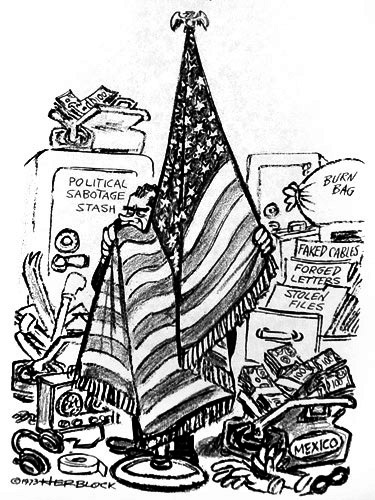 POLITICAL
SABOTAGE
STASH
BURN
BAG
FAKED CABLES
FORGED
LETTERS
STOLEN
FILES
MEXICO
©1973 HERBLOCK